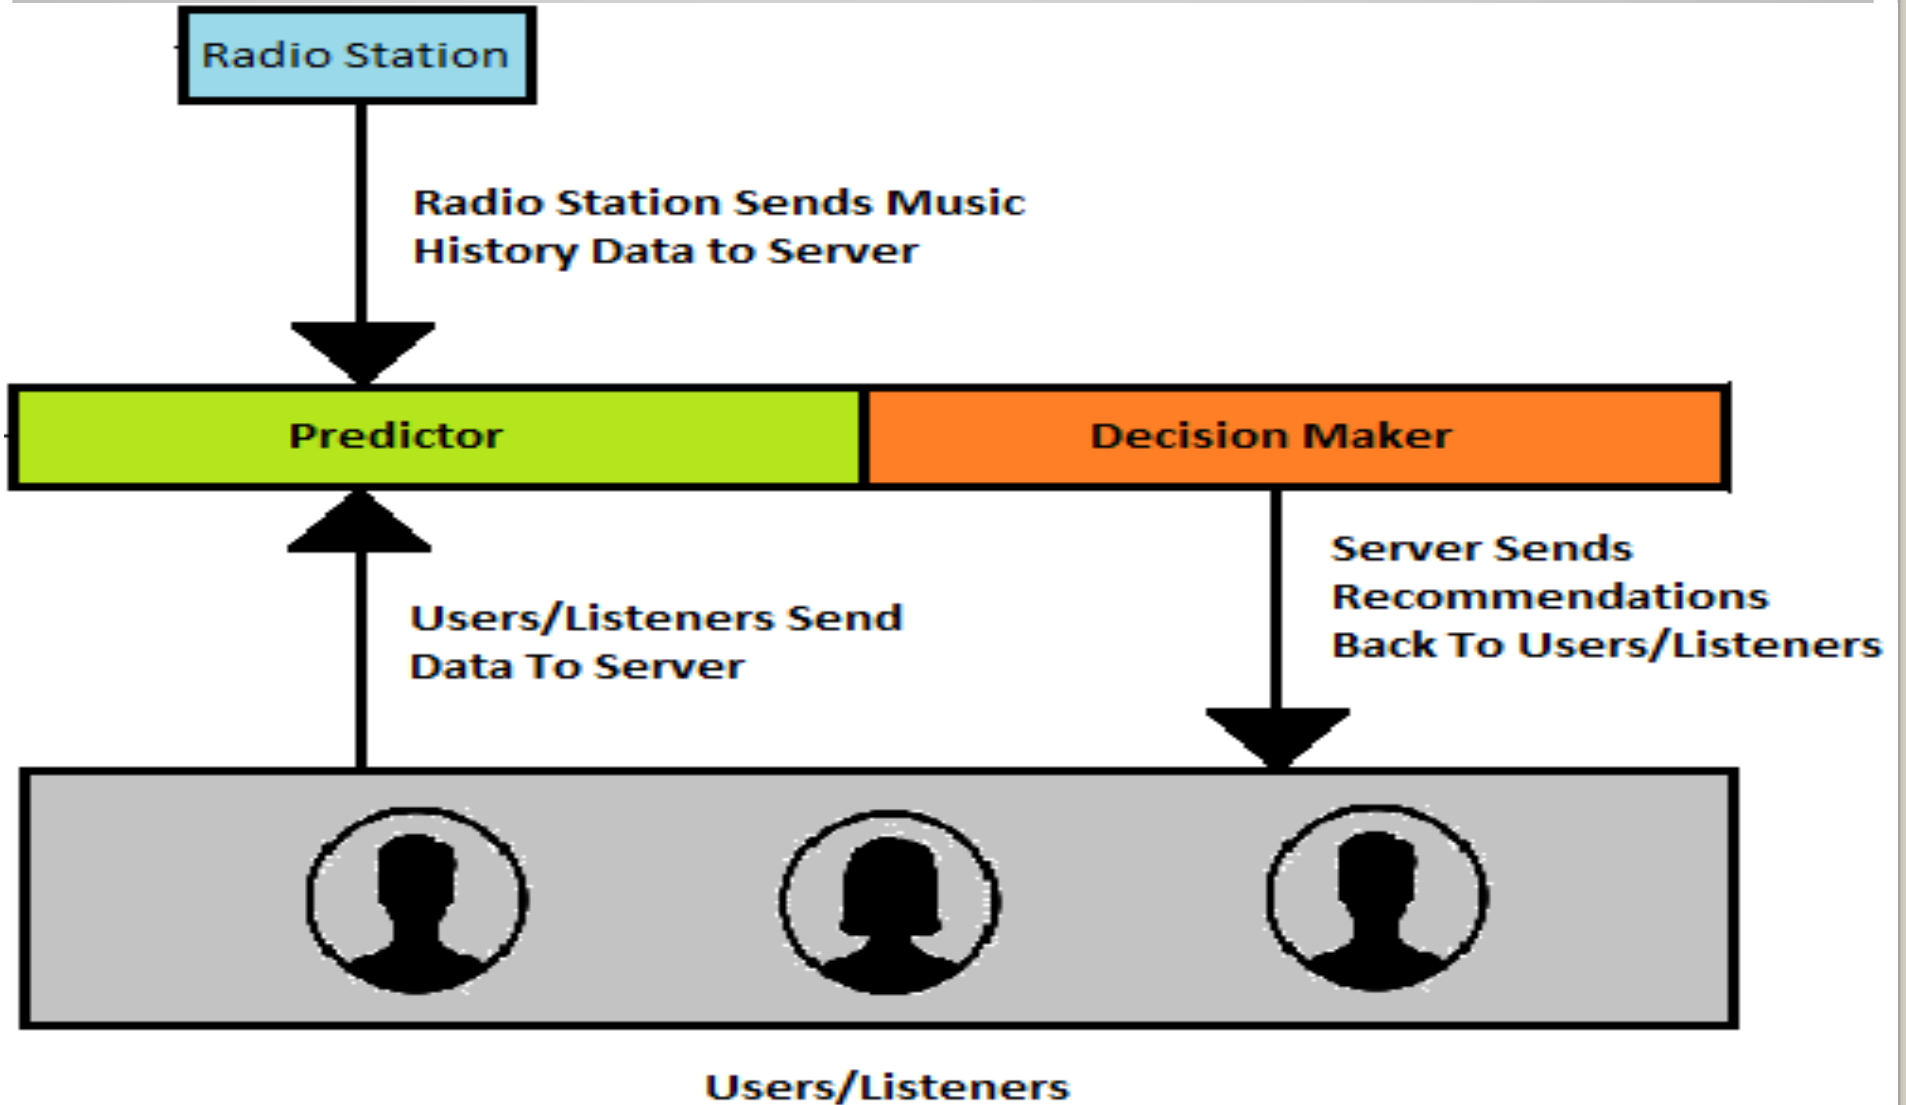 Radio Station
Radio Station Sends Music
History Data to Server
Predictor
Decision Maker
Users/Listeners Send
Data To Server
Server Sends
Recommendations
Back To Users/Listeners
Users/Listeners